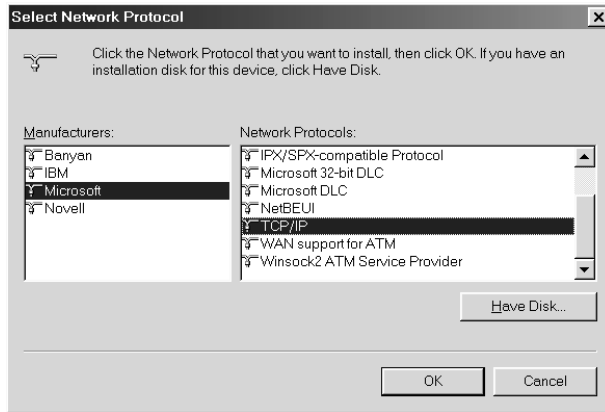 Select Network Protocol
Click the Network Protocol that you want to install, then click OK. If you have an
installation disk for this device, click Have Disk.
Manufacturers:
Banyan
IBM
Microsoft
Novell
Network Protocols:
IPX/SPX-compatible Protocol
Microsoft 32-bit DLC
Microsoft DLC
NetBEUI
TCP/IP
WAN support for ATM
Winsock2 ATM Service Provider
Have Disk...
OK
Cancel